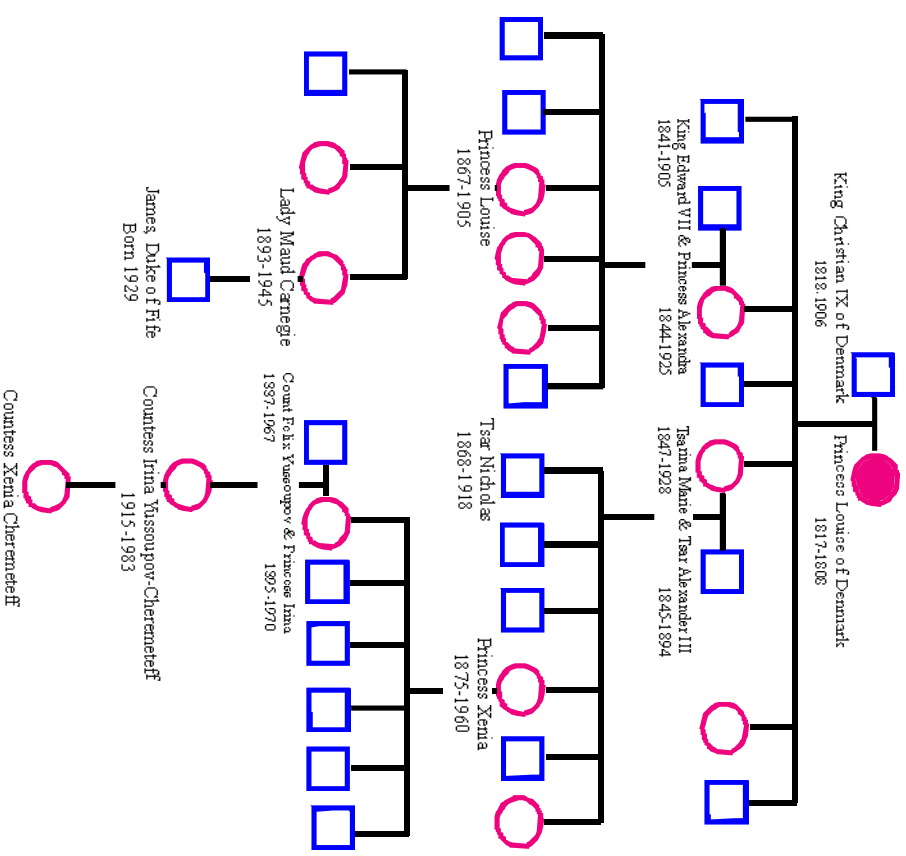 King Christian IX of Denmark
1818-1906
Princess Louise of Denmark
1817-1808
King Edward VII & Princess Alexandra
1841-1905
1844-1925
Tsarina Marie & Tsar Alexander III
1847-1928
1845-1894
Princess Louise
1867-1905
Tsar Nicholas
1868-1918
Princess Xenia
1875-1960
Lady Maud Carnegie
1893-1945
Count Felix Yussoupov & Princess Irina
1887-1967
1895-1970
James, Duke of Fife
Born 1929
Countess Irina Yussoupov-Cheremeteff
1915-1983
Countess Xenia Cheremeteff